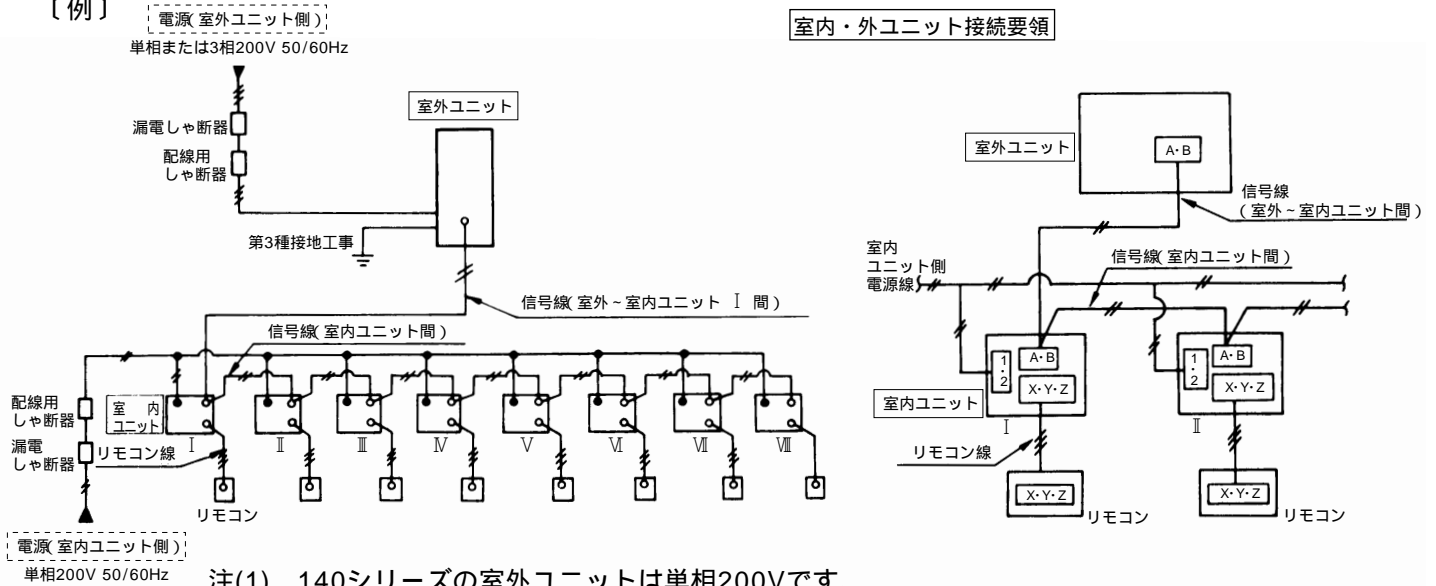 〔例〕
電源(室外ユニット側)
単相または3相200V 50/60Hz
漏電しゃ断器
配線用
しゃ断器
室外ユニット
第3種接地工事
信号線(室外~室内ユニット Ⅰ 間)
信号線(室内ユニット間)
配線用
しゃ断器
漏電
しゃ断器
室 内
ユニット
リモコン線
Ⅰ Ⅱ Ⅲ Ⅳ Ⅴ Ⅵ Ⅶ Ⅷ
リモコン
電源(室内ユニット側)
単相200V 50/60Hz
室内・外ユニット接続要領
室外ユニット
A・B
信号線
(室外~室内ユニット間)
室内
ユニット側
電源線
信号線(室内ユニット間)
1・2
A・B
X・Y・Z
1・2
A・B
X・Y・Z
室内ユニット
Ⅰ Ⅱ
リモコン線
X・Y・Z
リモコン
X・Y・Z
リモコン
注(1) 140シリーズの室外ユニットは単相200Vです